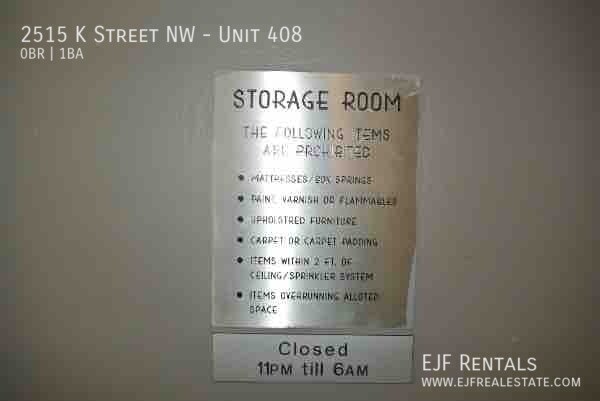 2515 K Street NW - Unit 408
0BR | 1BA
STORAGE ROOM
THE FOLLOWING ITEMS
ARE PROHIBITED
• MATTRESSES/BOX SPRINGS
• PAINT, VARNISH OR FLAMMABLES
• UPHOLSTRED FURNITURE
• CARPET OR CARPET PADDING
• ITEMS WITHIN 2 FT. OF
CEILING/SPRINKLER SYSTEM
• ITEMS OVERRUNNING ALLOTED
SPACE
Closed
11PM till 6AM
EJF Rentals
www.ejfrealestate.com